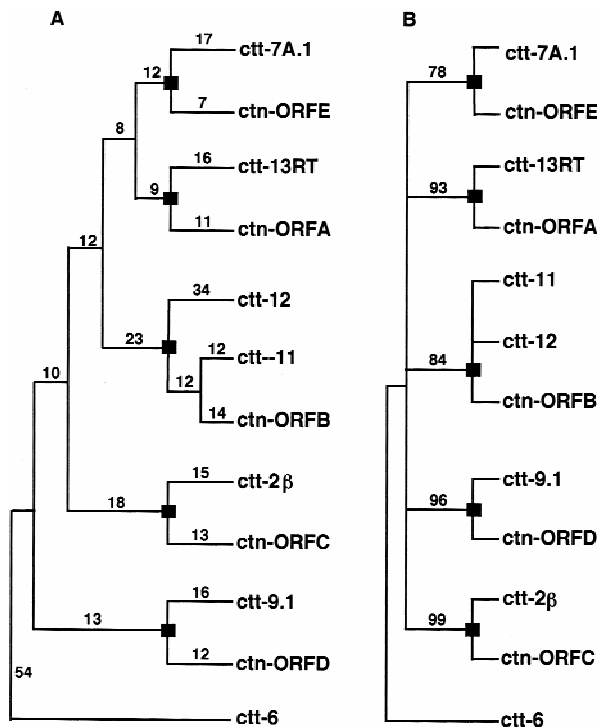 A
17
ctt-7A.1
12
7
ctn-ORFE
8
16
ctt-13RT
9
11
ctn-ORFA
12
34
ctt-12
23
12
ctt--11
12
14
ctn-ORFB
10
15
ctt-2β
18
13
ctn-ORFC
16
ctt-9.1
13
12
ctn-ORFD
54
ctt-6
B
ctt-7A.1
78
ctn-ORFE
ctt-13RT
93
ctn-ORFA
ctt-11
ctt-12
84
ctn-ORFB
ctt-9.1
96
ctn-ORFD
ctt-2β
99
ctn-ORFC
ctt-6